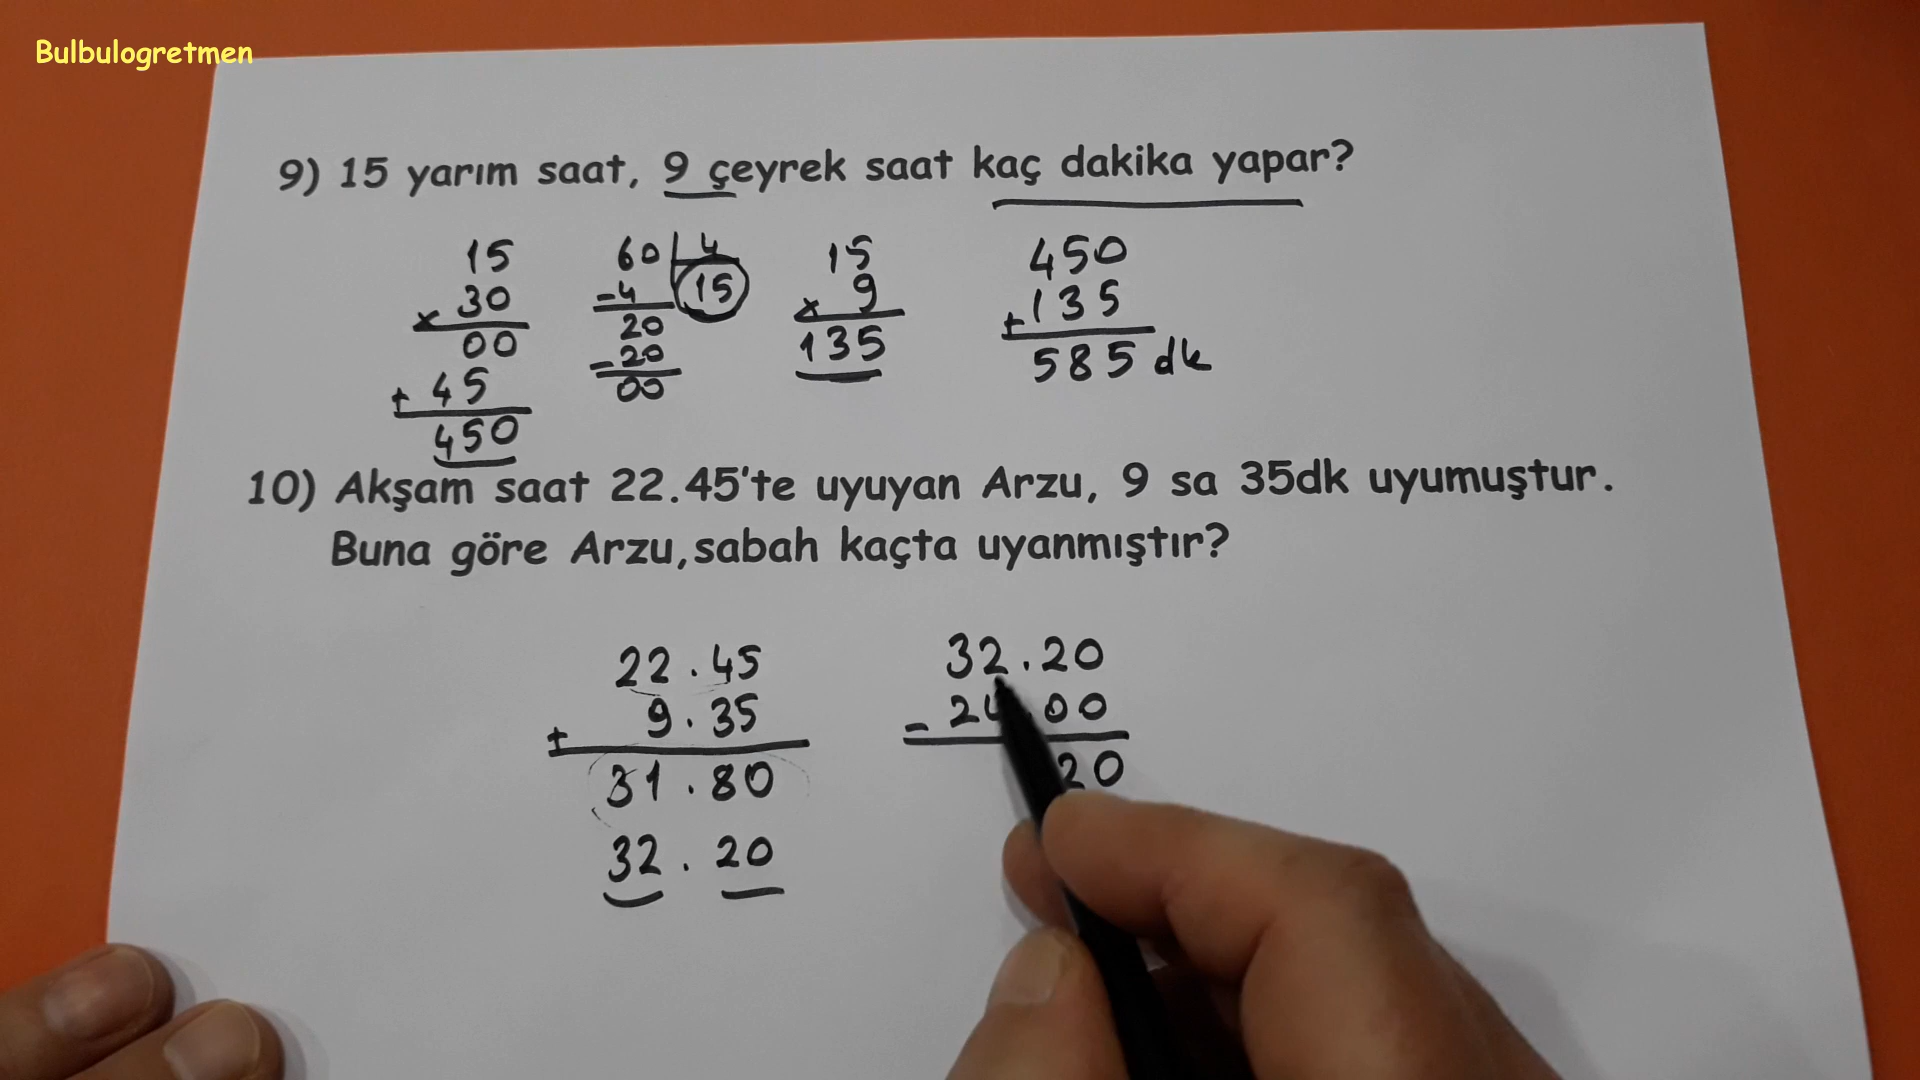 Bulbulogretmen
9) 15 yarım saat, 9 çeyrek saat kaç dakika yapar?
15
x 30
00
+ 45
450
60 4
-4 15
20
-20
00
15
x 9
135
450
+ 135
585 dk
10) Akşam saat 22.45'te uyuyan Arzu, 9 sa 35dk uyumuştur.
Buna göre Arzu,sabah kaçta uyanmıştır?
22.45
+ 9.35
31.80
32.20
32.20
- 24.00
20